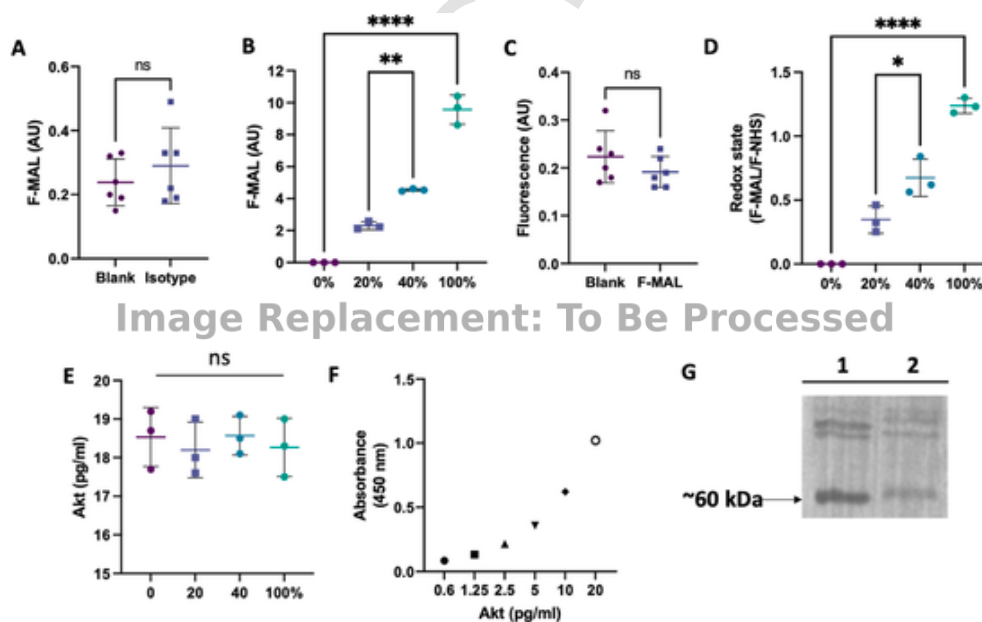 A
F-MAL (AU)
0.6
0.4
0.2
0.0
ns
Blank Isotype
B
F-MAL (AU)
12
10
8
6
4
2
0
****
**
0% 20% 40% 100%
C
Fluorescence (AU)
0.4
0.3
0.2
0.1
0.0
ns
Blank F-MAL
D
Redox state
(F-MAL/F-NHS)
1.5
1.0
0.5
0.0
****
*
0% 20% 40% 100%
Image Replacement: To Be Processed
E
Akt (pg/ml)
20
19
18
17
16
15
ns
0 20 40 100%
F
Absorbance
(450 nm)
1.5
1.0
0.5
0.0
0.6 1.25 2.5 5 10 20
Akt (pg/ml)
G
1 2
~60 kDa